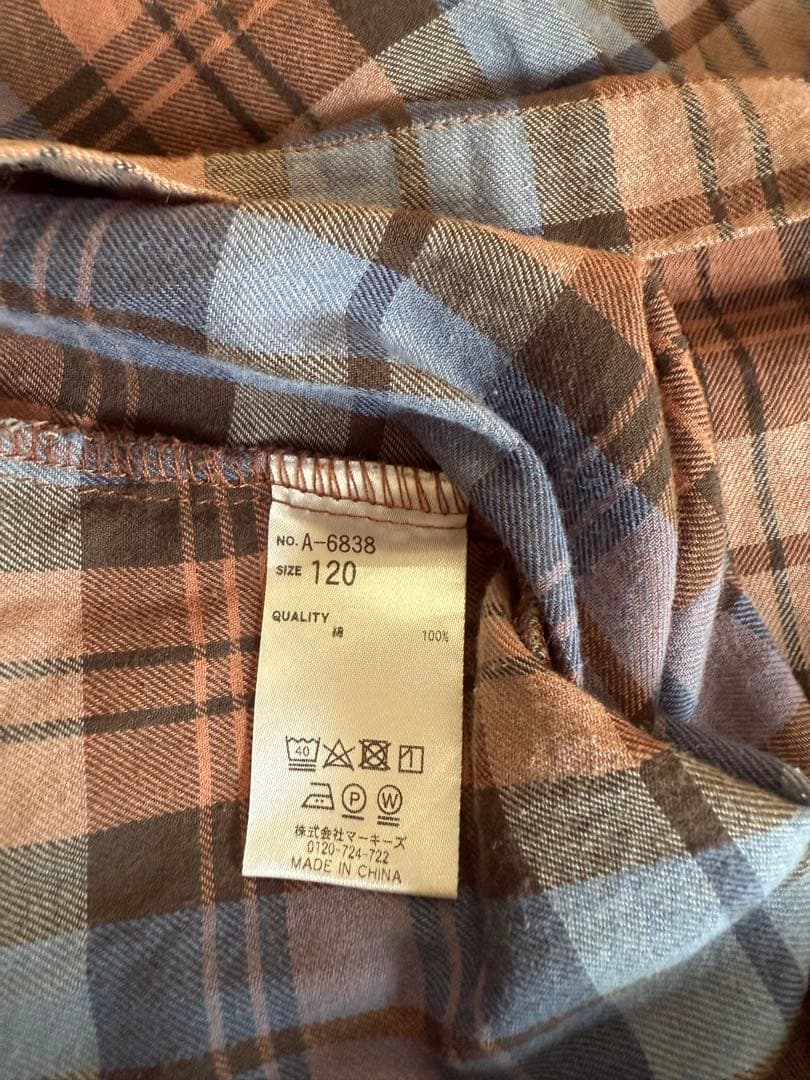 NO. A-6838
SIZE 120
QUALITY
綿 100%
40
P W
株式会社マーキーズ
0120-724-722
MADE IN CHINA